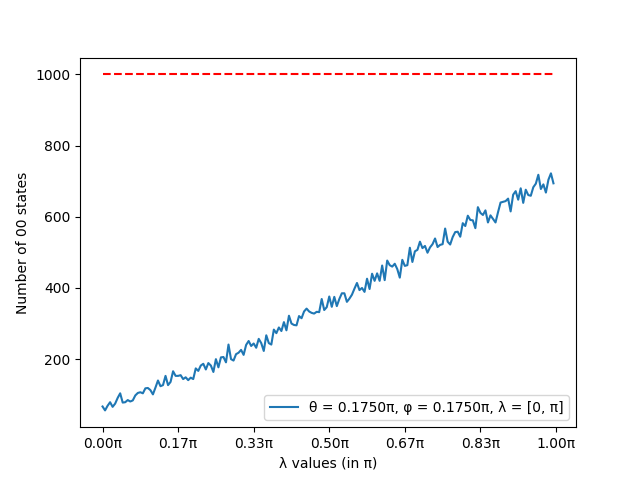 1000
800
600
400
200
Number of 00 states
θ = 0.1750π, φ = 0.1750π, λ = [0, π]
0.00π 0.17π 0.33π 0.50π 0.67π 0.83π 1.00π
λ values (in π)